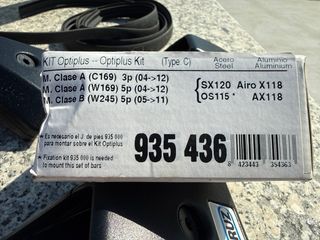 KIT Optiplus -- Optiplus Kit (Type C) Acero Aluminio
Steel Aluminium
M. Clase A (C169) 3p (04->12)
M. Clase A (W169) 5p (04->12) { SX120 Airo X118
M. Clase B (W245) 5p (05->11) OS115 * AX118
* Es necesario el J. de pies 935 000
para montar sobre el Kit Optiplus
* Fixation kit 935 000 is needed
to mount this set of bars
935 436
8 423443 354363
CRUZ